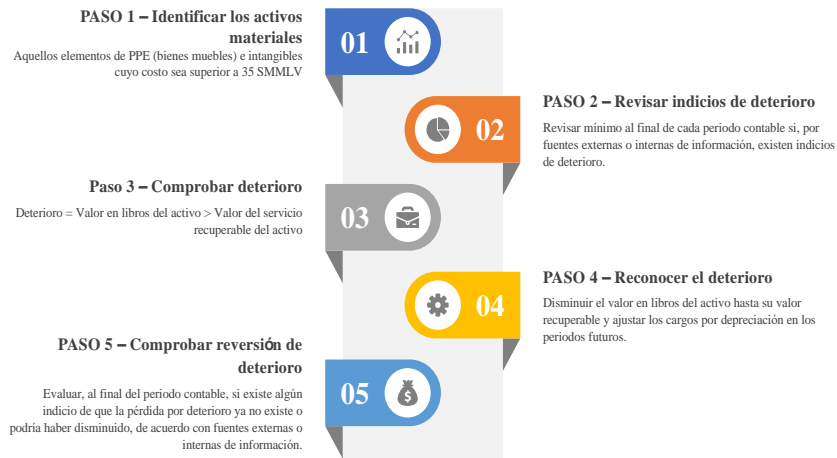 PASO 1 – Identificar los activos
materiales
Aquellos elementos de PPE (bienes muebles) e intangibles
cuyo costo sea superior a 35 SMMLV
01
PASO 2 – Revisar indicios de deterioro
Revisar mínimo al final de cada periodo contable si, por
fuentes externas o internas de información, existen indicios
de deterioro.
02
Paso 3 – Comprobar deterioro
Deterioro = Valor en libros del activo > Valor del servicio
recuperable del activo
03
PASO 4 – Reconocer el deterioro
Disminuir el valor en libros del activo hasta su valor
recuperable y ajustar los cargos por depreciación en los
periodos futuros.
04
PASO 5 – Comprobar reversión de
deterioro
Evaluar, al final del periodo contable, si existe algún
indicio de que la pérdida por deterioro ya no existe o
podría haber disminuido, de acuerdo con fuentes externas o
internas de información.
05
$